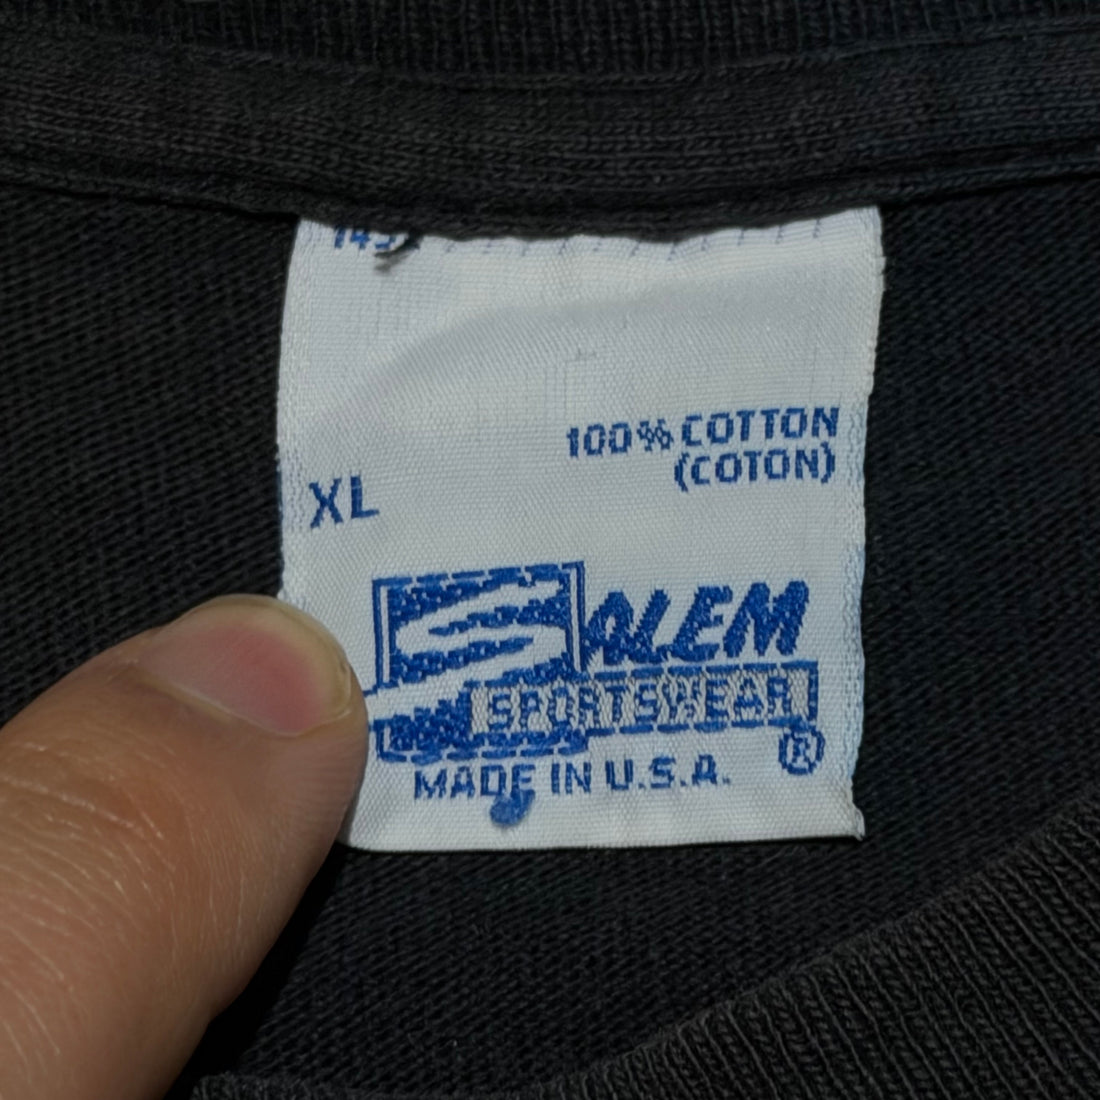 100% COTTON
(COTON)
XL
SALEM
SPORTSWEAR
®
MADE IN U.S.A.